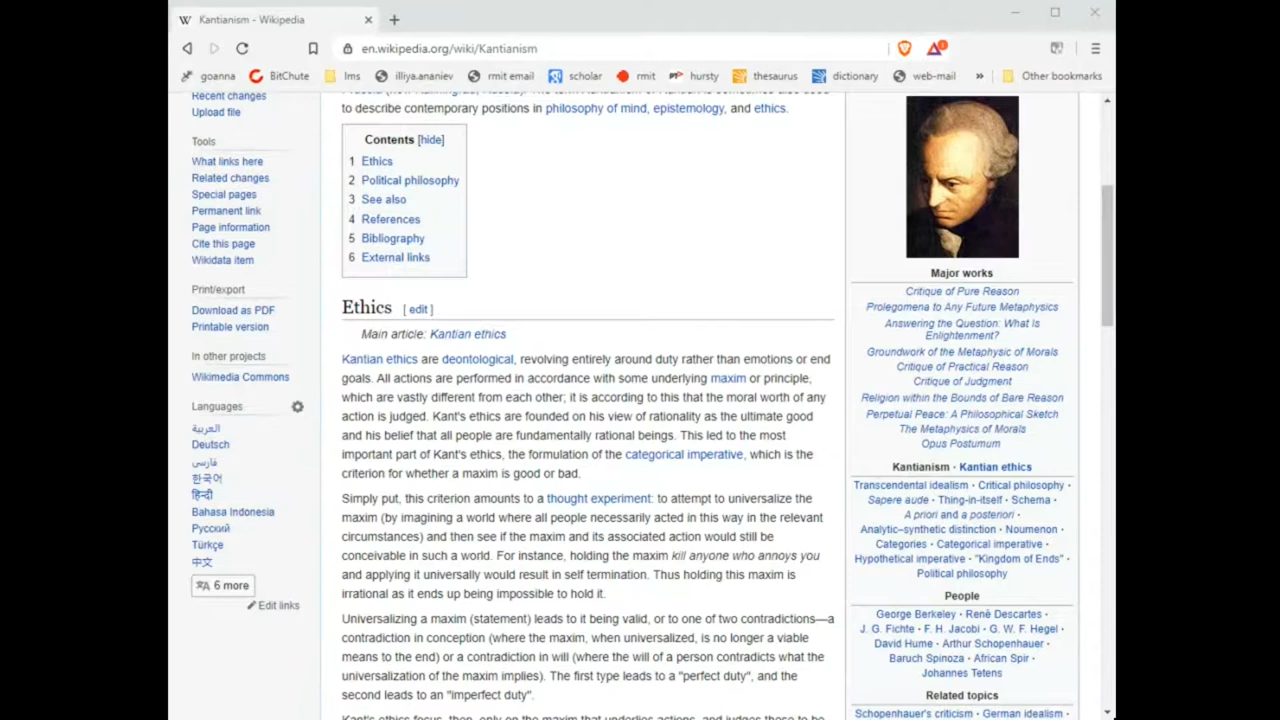 Kantianism - Wikipedia
en.wikipedia.org/wiki/Kantianism
goanna BitChute lms illiya.ananiev rmit email scholar rmit hursty thesaurus dictionary web-mail » Other bookmarks
Recent changes
Upload file
Tools
What links here
Related changes
Special pages
Permanent link
Page information
Cite this page
Wikidata item
Print/export
Download as PDF
Printable version
In other projects
Wikimedia Commons
Languages
العربية
Deutsch
فارسی
한국어
हिन्दी
Bahasa Indonesia
Русский
Türkçe
中文
6 more
Edit links
to describe contemporary positions in philosophy of mind, epistemology, and ethics.
Contents [hide]
1 Ethics
2 Political philosophy
3 See also
4 References
5 Bibliography
6 External links
Ethics [ edit ]
Main article: Kantian ethics
Kantian ethics are deontological, revolving entirely around duty rather than emotions or end
goals. All actions are performed in accordance with some underlying maxim or principle,
which are vastly different from each other; it is according to this that the moral worth of any
action is judged. Kant's ethics are founded on his view of rationality as the ultimate good
and his belief that all people are fundamentally rational beings. This led to the most
important part of Kant's ethics, the formulation of the categorical imperative, which is the
criterion for whether a maxim is good or bad.
Simply put, this criterion amounts to a thought experiment: to attempt to universalize the
maxim (by imagining a world where all people necessarily acted in this way in the relevant
circumstances) and then see if the maxim and its associated action would still be
conceivable in such a world. For instance, holding the maxim kill anyone who annoys you
and applying it universally would result in self termination. Thus holding this maxim is
irrational as it ends up being impossible to hold it.
Universalizing a maxim (statement) leads to it being valid, or to one of two contradictions—a
contradiction in conception (where the maxim, when universalized, is no longer a viable
means to the end) or a contradiction in will (where the will of a person contradicts what the
universalization of the maxim implies). The first type leads to a "perfect duty", and the
second leads to an "imperfect duty".
Kant's ethics focus, then, only on the maxim that underlies actions, and judges these to be
Major works
Critique of Pure Reason
Prolegomena to Any Future Metaphysics
Answering the Question: What Is
Enlightenment?
Groundwork of the Metaphysic of Morals
Critique of Practical Reason
Critique of Judgment
Religion within the Bounds of Bare Reason
Perpetual Peace: A Philosophical Sketch
The Metaphysics of Morals
Opus Postumum
Kantianism · Kantian ethics
Transcendental idealism · Critical philosophy ·
Sapere aude · Thing-in-itself · Schema ·
A priori and a posteriori ·
Analytic–synthetic distinction · Noumenon ·
Categories · Categorical imperative ·
Hypothetical imperative · "Kingdom of Ends" ·
Political philosophy
People
George Berkeley · René Descartes ·
J. G. Fichte · F. H. Jacobi · G. W. F. Hegel ·
David Hume · Arthur Schopenhauer ·
Baruch Spinoza · African Spir ·
Johannes Tetens
Related topics
Schopenhauer's criticism · German idealism ·